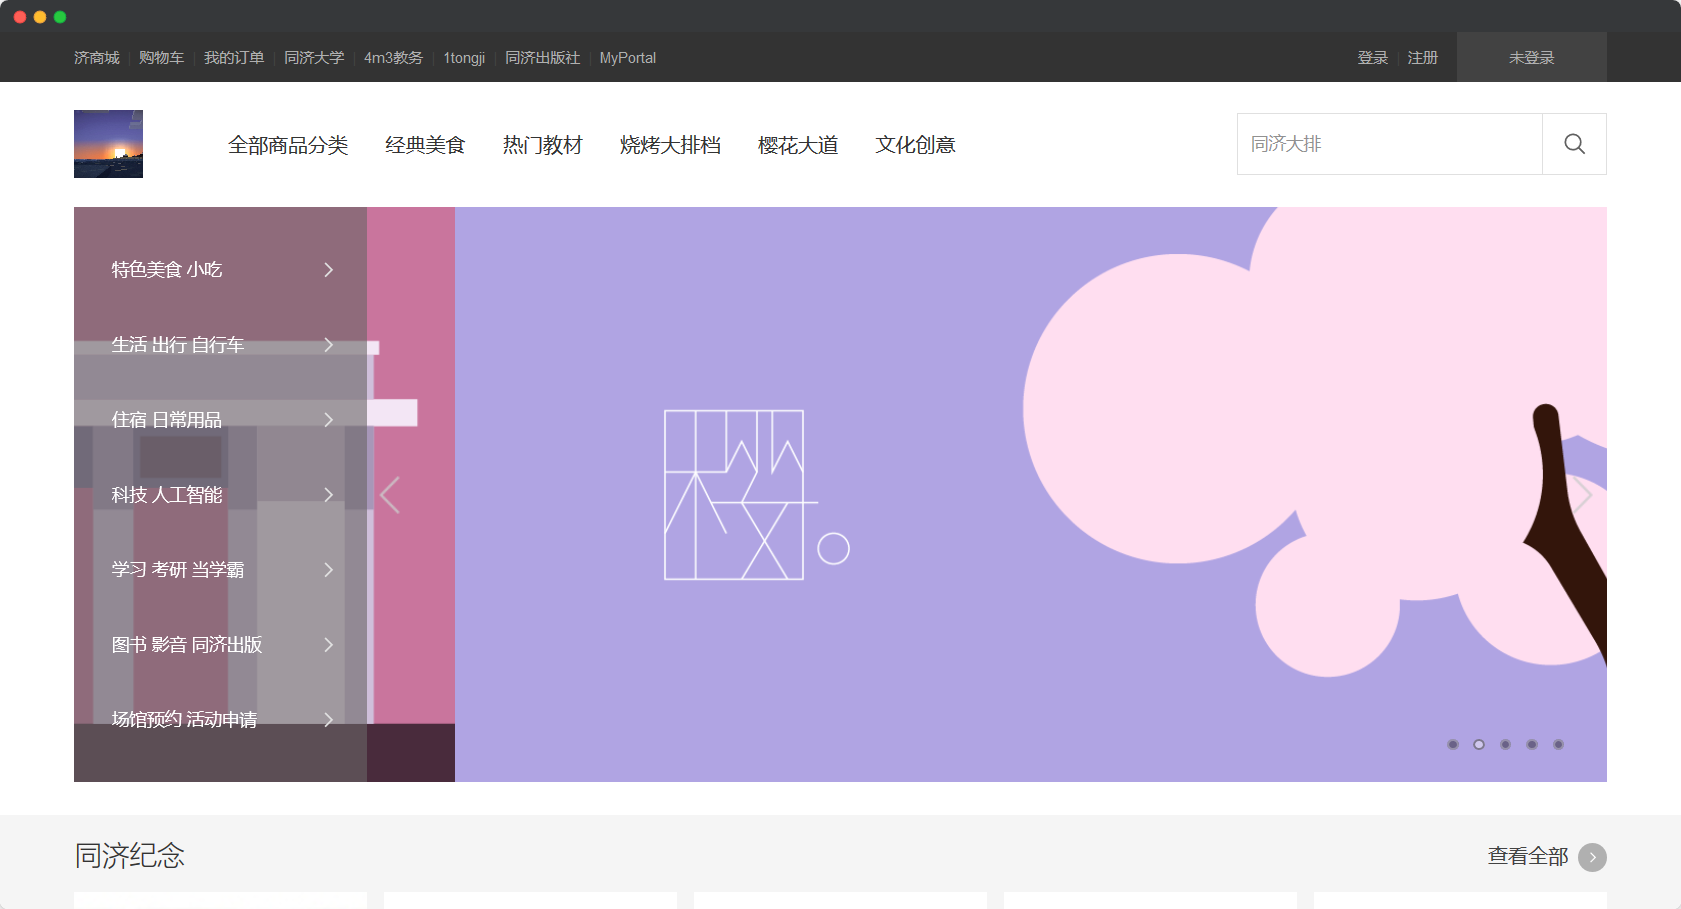 济商城 购物车 我的订单 同济大学 4m3教务 1tongji 同济出版社 MyPortal 登录 注册 未登录
全部商品分类 经典美食 热门教材 烧烤大排档 樱花大道 文化创意 同济大排
特色美食 小吃
生活 出行 自行车
住宿 日常用品
科技 人工智能
学习 考研 当学霸
图书 影音 同济出版
场馆预约 活动申请
樱
同济纪念 查看全部